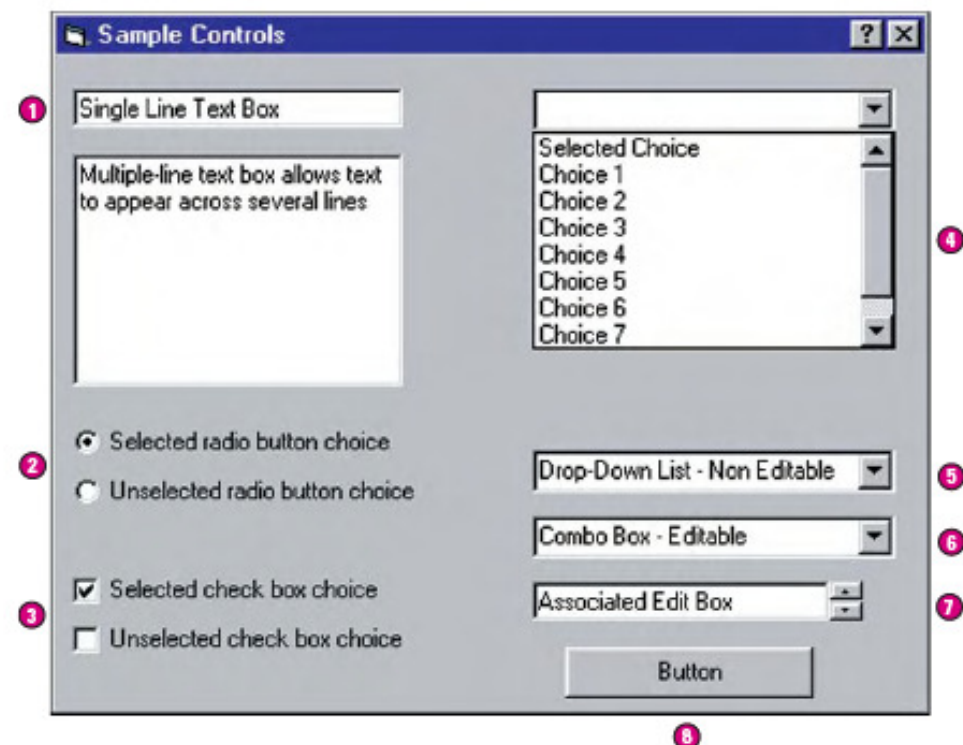 Sample Controls
1
Single Line Text Box
Multiple-line text box allows text
to appear across several lines
2
Selected radio button choice
Unselected radio button choice
3
Selected check box choice
Unselected check box choice
Selected Choice
Choice 1
Choice 2
Choice 3
Choice 4
Choice 5
Choice 6
Choice 7
4
Drop-Down List - Non Editable
5
Combo Box - Editable
6
Associated Edit Box
7
Button
8